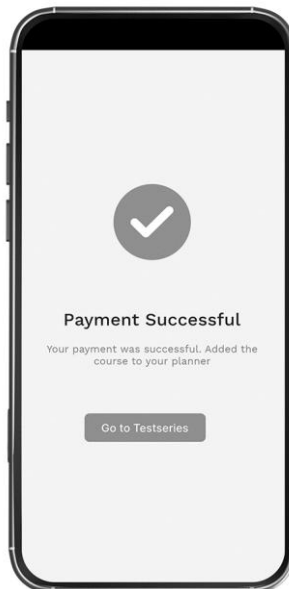 Payment Successful
Your payment was successful. Added the
course to your planner
Go to Testseries